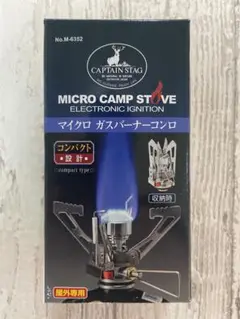 No.M-6352
CAPTAIN STAG
MICRO CAMP STOVE
ELECTRONIC IGNITION
マイクロ ガスバーナーコンロ
コンパクト
設計
Compact type
収納時
屋外専用